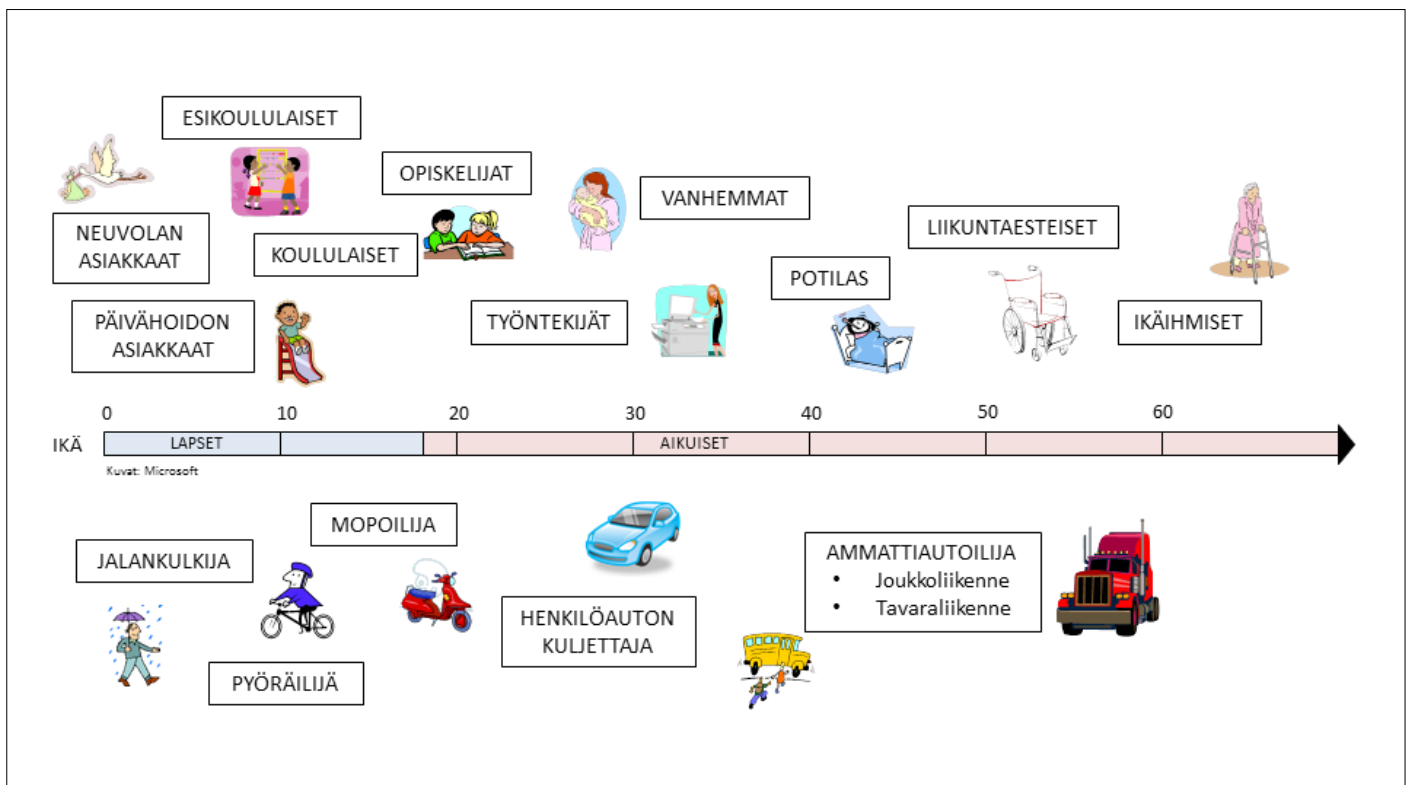 ESIKOULULAISET
OPISKELIJAT
VANHEMMAT
NEUVOLAN
ASIAKKAAT
KOULULAISET
LIIKUNTAESTEISET
POTILAS
PÄIVÄHOIDON
ASIAKKAAT
TYÖNTEKIJÄT
IKÄIHMISET
0 10 20 30 40 50 60
IKÄ LAPSET AIKUISET
Kuvat: Microsoft
MOPOILIJA
JALANKULKIJA
AMMATTIAUTOILIJA
• Joukkoliikenne
• Tavaraliikenne
HENKILÖAUTON
KULJETTAJA
PYÖRÄILIJÄ